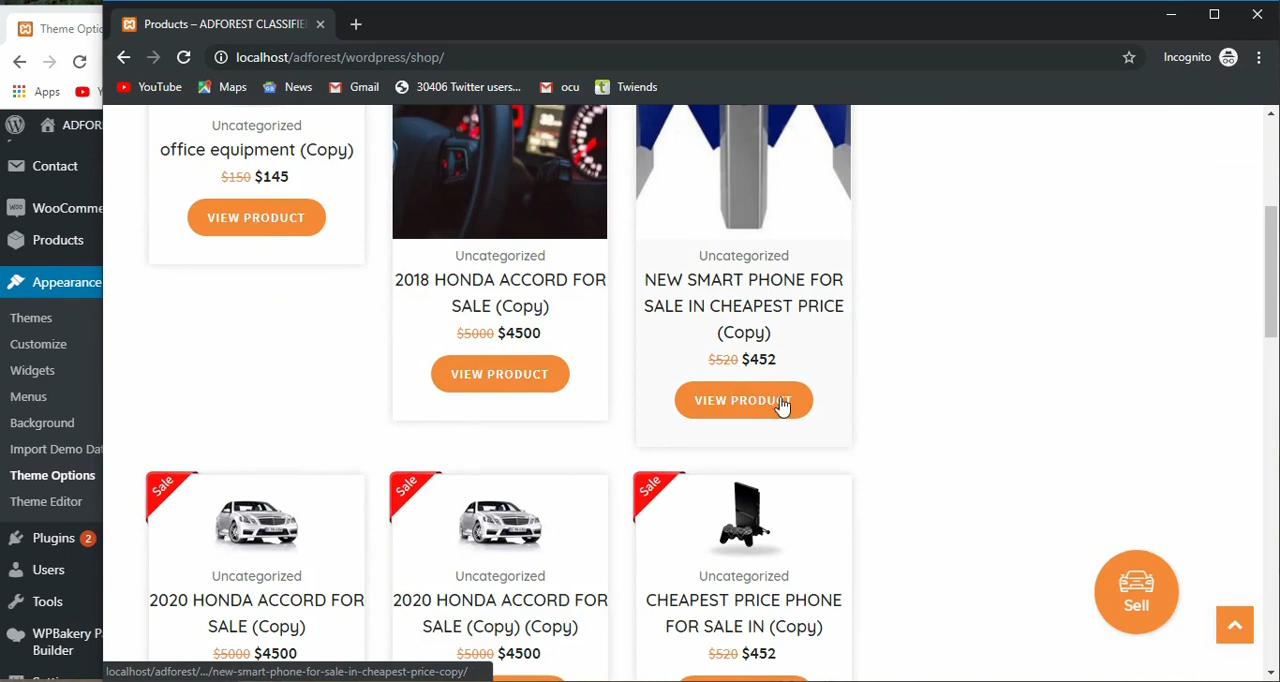 Theme Optic
Products – ADFOREST CLASSIFIE
localhost/adforest/wordpress/shop/
Incognito
Apps
YouTube
Maps
News
Gmail
30406 Twitter users...
ocu
Twiends
ADFOR
Contact
WooComme
Products
Appearance
Themes
Customize
Widgets
Menus
Background
Import Demo Dat
Theme Options
Theme Editor
Plugins 2
Users
Tools
WPBakery P
Builder
Uncategorized
office equipment (Copy)
$150 $145
VIEW PRODUCT
Uncategorized
2018 HONDA ACCORD FOR
SALE (Copy)
$5000 $4500
VIEW PRODUCT
Uncategorized
NEW SMART PHONE FOR
SALE IN CHEAPEST PRICE
(Copy)
$520 $452
VIEW PRODUCT
Sale
Uncategorized
2020 HONDA ACCORD FOR
SALE (Copy)
$5000 $4500
Sale
Uncategorized
2020 HONDA ACCORD FOR
SALE (Copy) (Copy)
$5000 $4500
Sale
Uncategorized
CHEAPEST PRICE PHONE
FOR SALE IN (Copy)
$520 $452
Sell
localhost/adforest/.../new-smart-phone-for-sale-in-cheapest-price-copy/